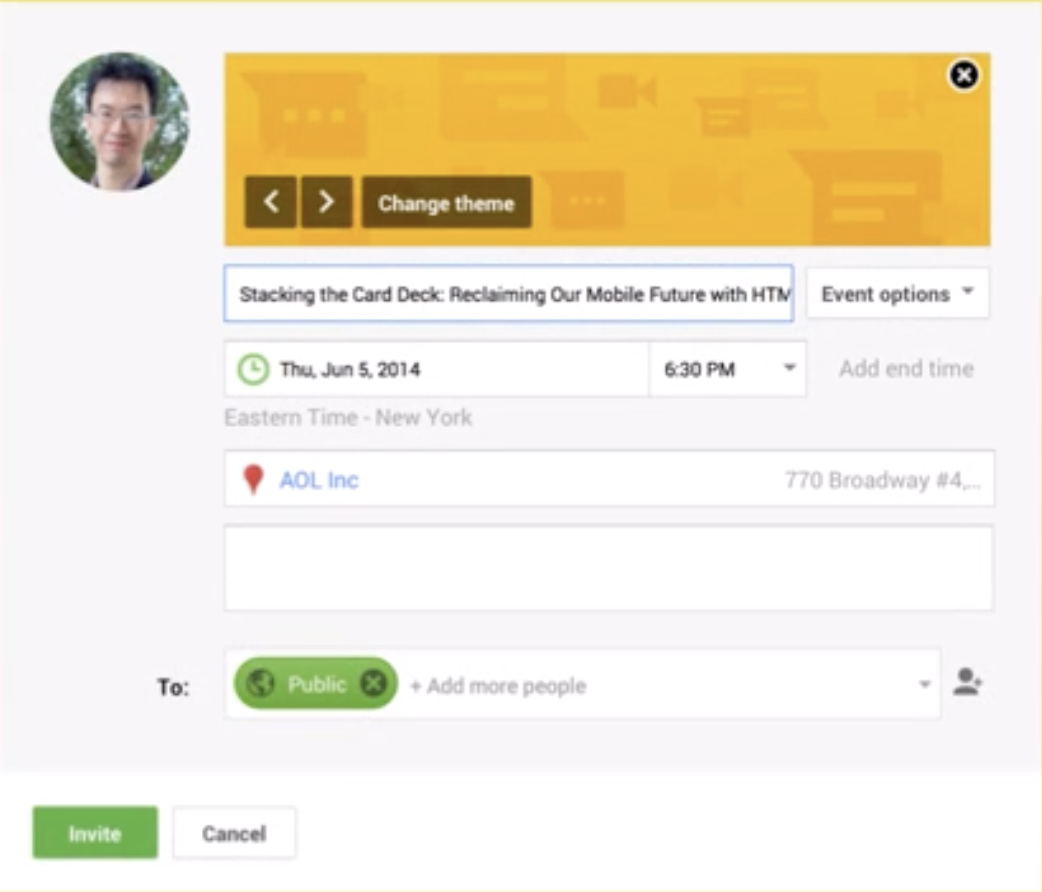 Change theme
Stacking the Card Deck: Reclaiming Our Mobile Future with HTM
Event options
Thu, Jun 5, 2014
6:30 PM
Add end time
Eastern Time - New York
AOL Inc
770 Broadway #4,...
To:
Public
+ Add more people
Invite
Cancel